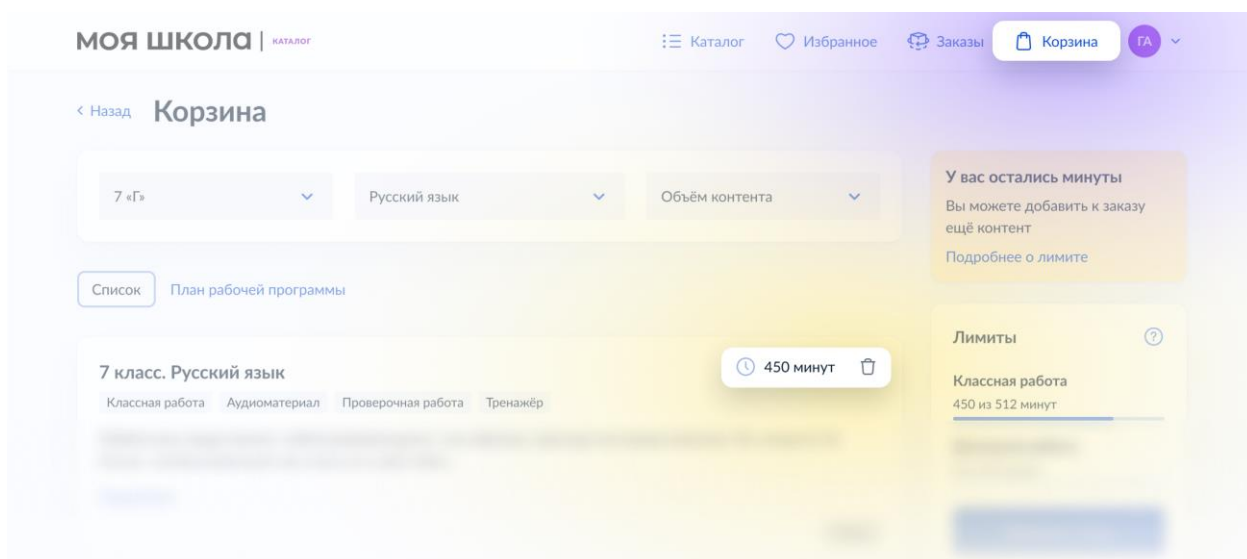 МОЯ ШКОЛА | КАТАЛОГ
Каталог
Избранное
Заказы
Корзина
ГА
Назад
Корзина
7 «Г»
Русский язык
Объём контента
У вас остались минуты
Вы можете добавить к заказу
ещё контент
Подробнее о лимите
Список
План рабочей программы
7 класс. Русский язык
450 минут
Классная работа
Аудиоматериал
Проверочная работа
Тренажёр
Лимиты
?
Классная работа
450 из 512 минут